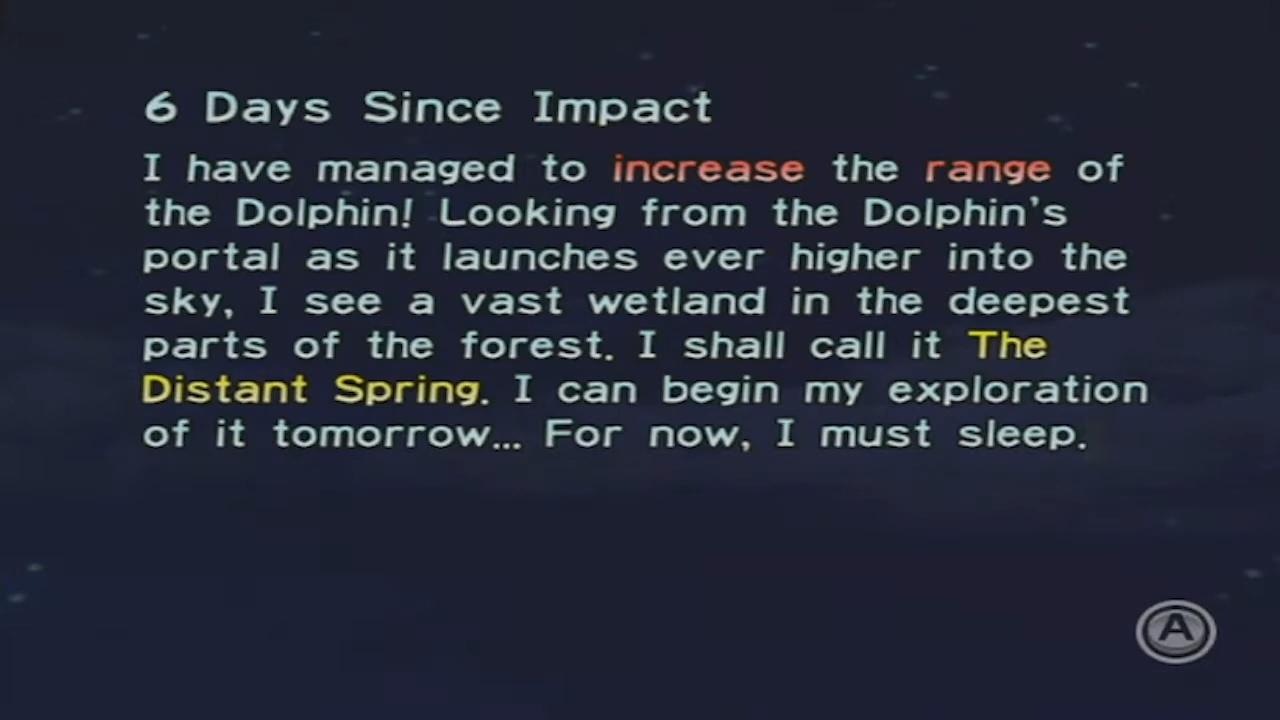 6 Days Since Impact
I have managed to increase the range of
the Dolphin! Looking from the Dolphin's
portal as it launches ever higher into the
sky, I see a vast wetland in the deepest
parts of the forest. I shall call it The
Distant Spring. I can begin my exploration
of it tomorrow... For now, I must sleep.
A